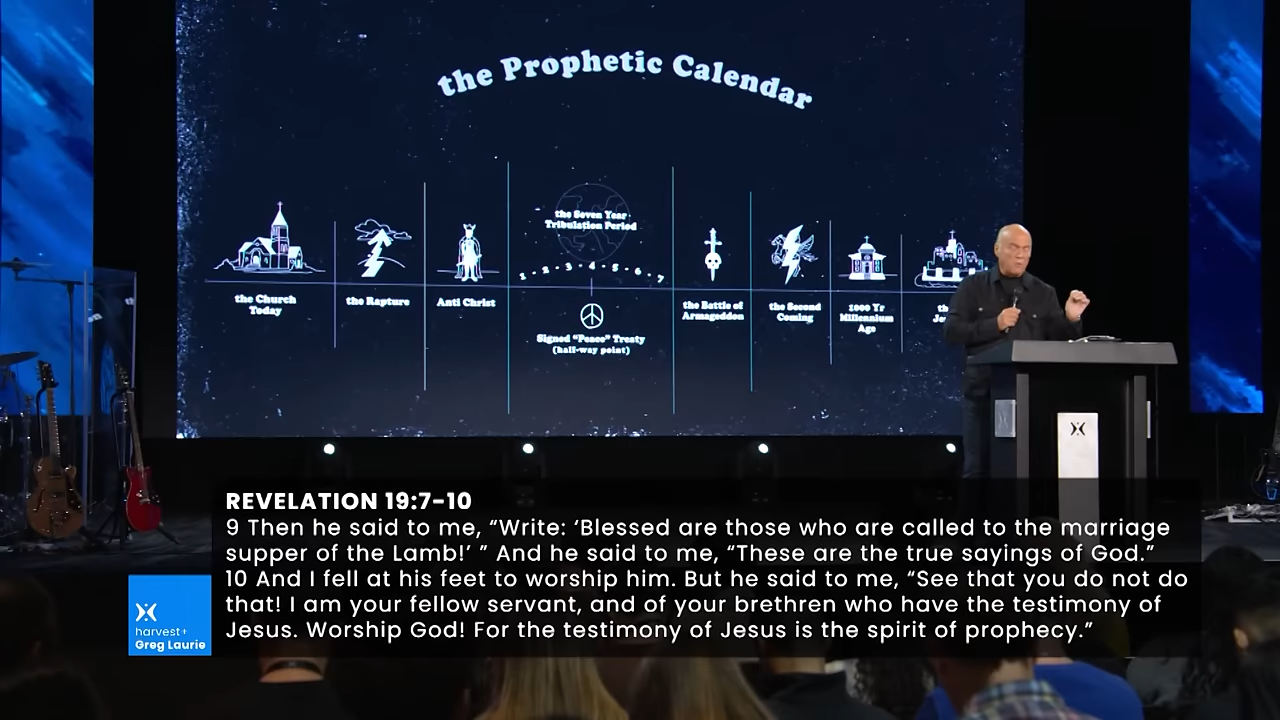 the Prophetic Calendar
the Seven Year
Tribulation Period
1 - 2 - 3 - 4 - 5 - 6 - 7
the Church
Today
the Rapture
Anti Christ
Signed "Peace" Treaty
(half-way point)
the Battle of
Armageddon
the Second
Coming
1000 Yr
Millennium
Age
REVELATION 19:7-10
9 Then he said to me, “Write: ‘Blessed are those who are called to the marriage
supper of the Lamb!’ ” And he said to me, “These are the true sayings of God.”
10 And I fell at his feet to worship him. But he said to me, “See that you do not do
that! I am your fellow servant, and of your brethren who have the testimony of
Jesus. Worship God! For the testimony of Jesus is the spirit of prophecy.”
harvest+
Greg Laurie